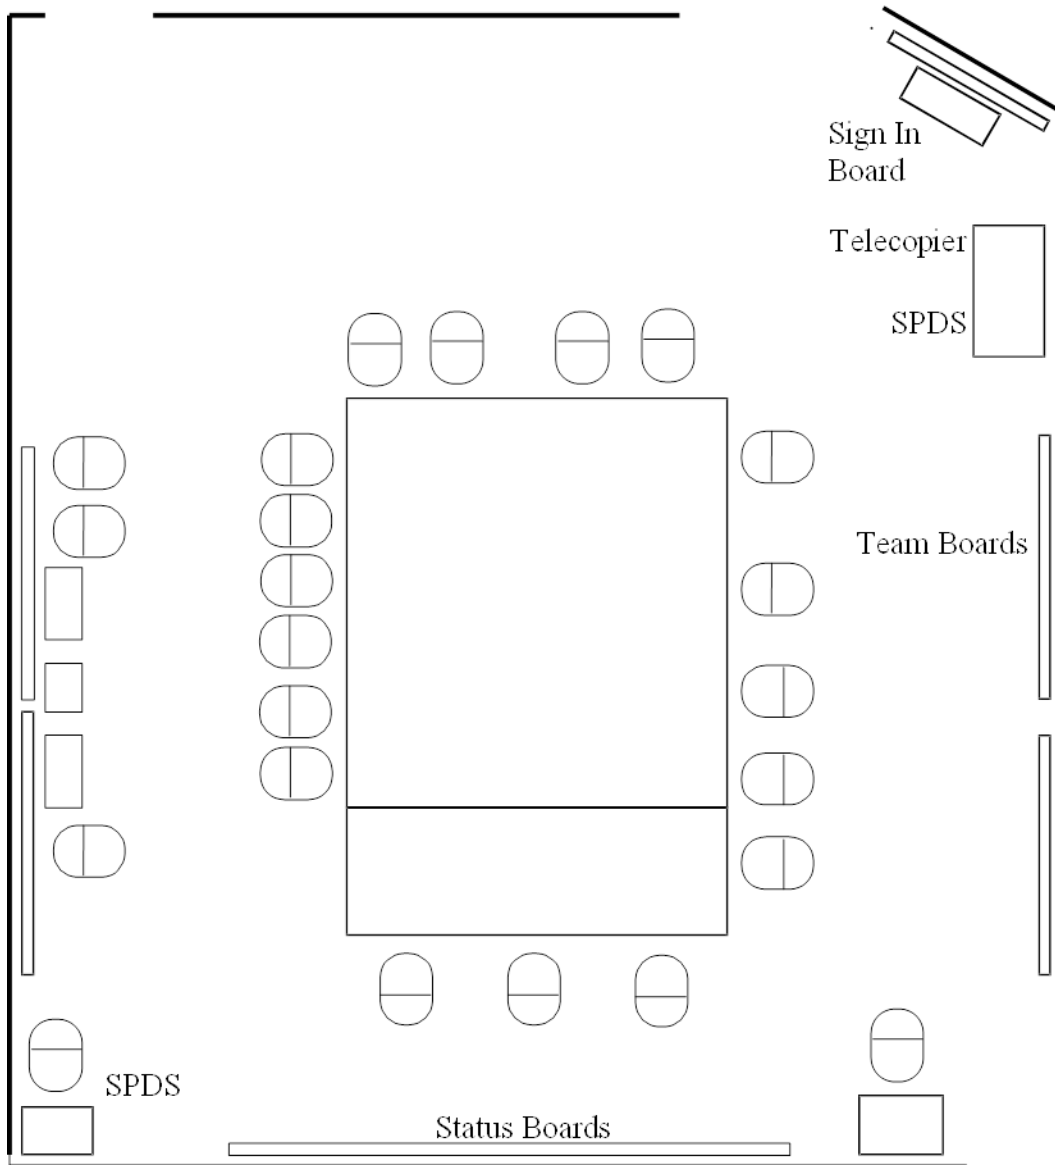 Sign In
Board
Telecopier
SPDS
Team Boards
SPDS
Status Boards